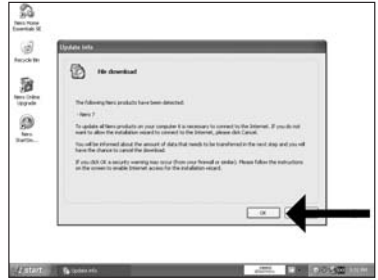 Nero Home
Essentials SE
Recycle Bin
Nero Online
Upgrade
Nero
StartSm...
Update Info
File download
The following Nero products have been detected:
- Nero 7
To update all Nero products on your computer it is necessary to connect to the Internet. If you do not
want to allow the installation wizard to connect to the Internet, please click Cancel.
You will be informed about the amount of data that needs to be transferred in the next step and you will
have the chance to cancel the download.
If you click OK a security warning may occur (from your firewall or similar). Please follow the instructions
on the screen to enable Internet access for the installation wizard.
OK
start
Update Info